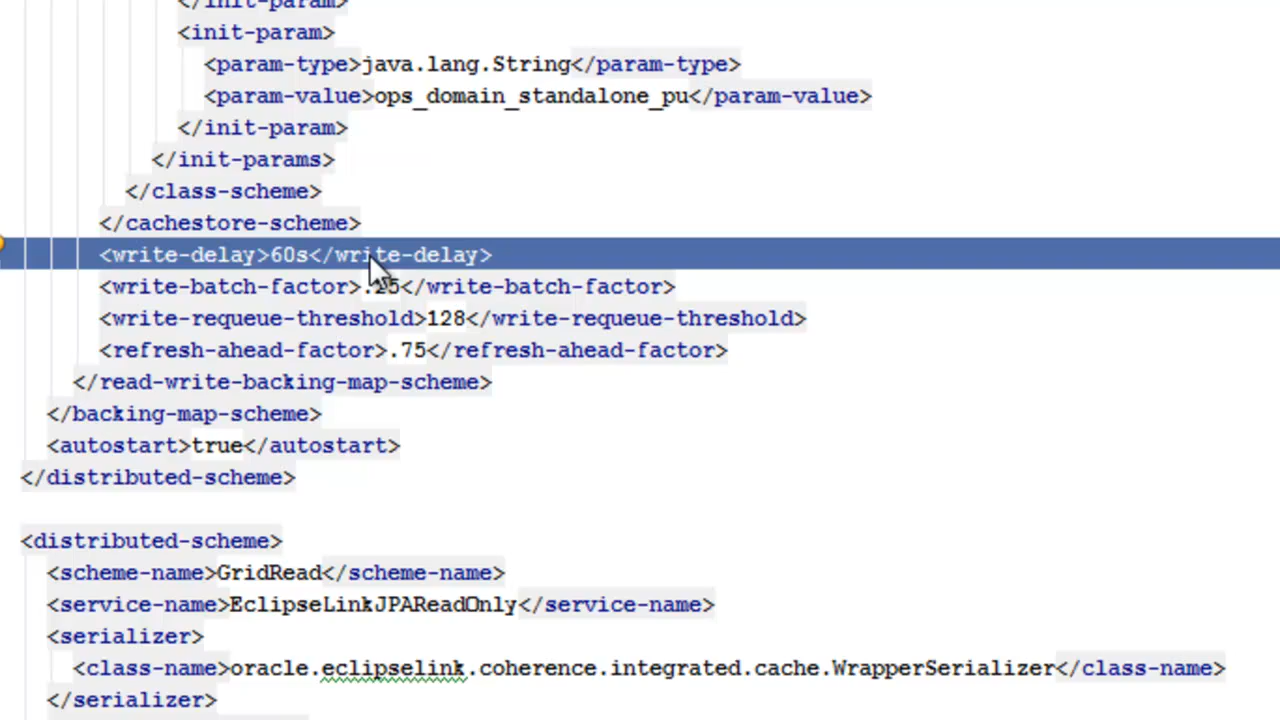 </init-param>
<init-param>
<param-type>java.lang.String</param-type>
<param-value>ops_domain_standalone_pu</param-value>
</init-param>
</init-params>
</class-scheme>
</cachestore-scheme>
<write-delay>60s</write-delay>
<write-batch-factor>.25</write-batch-factor>
<write-requeue-threshold>128</write-requeue-threshold>
<refresh-ahead-factor>.75</refresh-ahead-factor>
</read-write-backing-map-scheme>
</backing-map-scheme>
<autostart>true</autostart>
</distributed-scheme>
<distributed-scheme>
<scheme-name>GridRead</scheme-name>
<service-name>EclipseLinkJPAReadOnly</service-name>
<serializer>
<class-name>oracle.eclipselink.coherence.integrated.cache.WrapperSerializer</class-name>
</serializer>